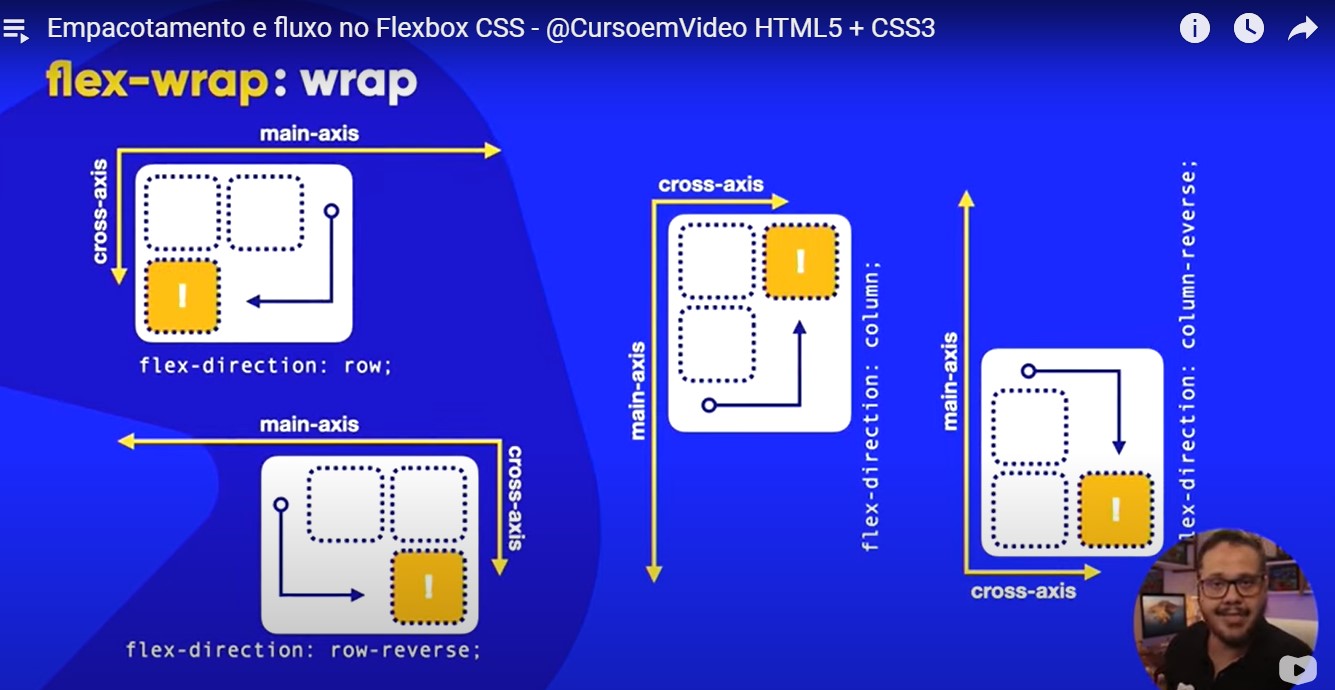 Empacotamento e fluxo no Flexbox CSS - @CursoemVideo HTML5 + CSS3
flex-wrap: wrap
main-axis
cross-axis
!
flex-direction: row;
main-axis
cross-axis
!
flex-direction: row-reverse;
cross-axis
main-axis
!
flex-direction: column;
main-axis
cross-axis
!
lex-direction: column-reverse;